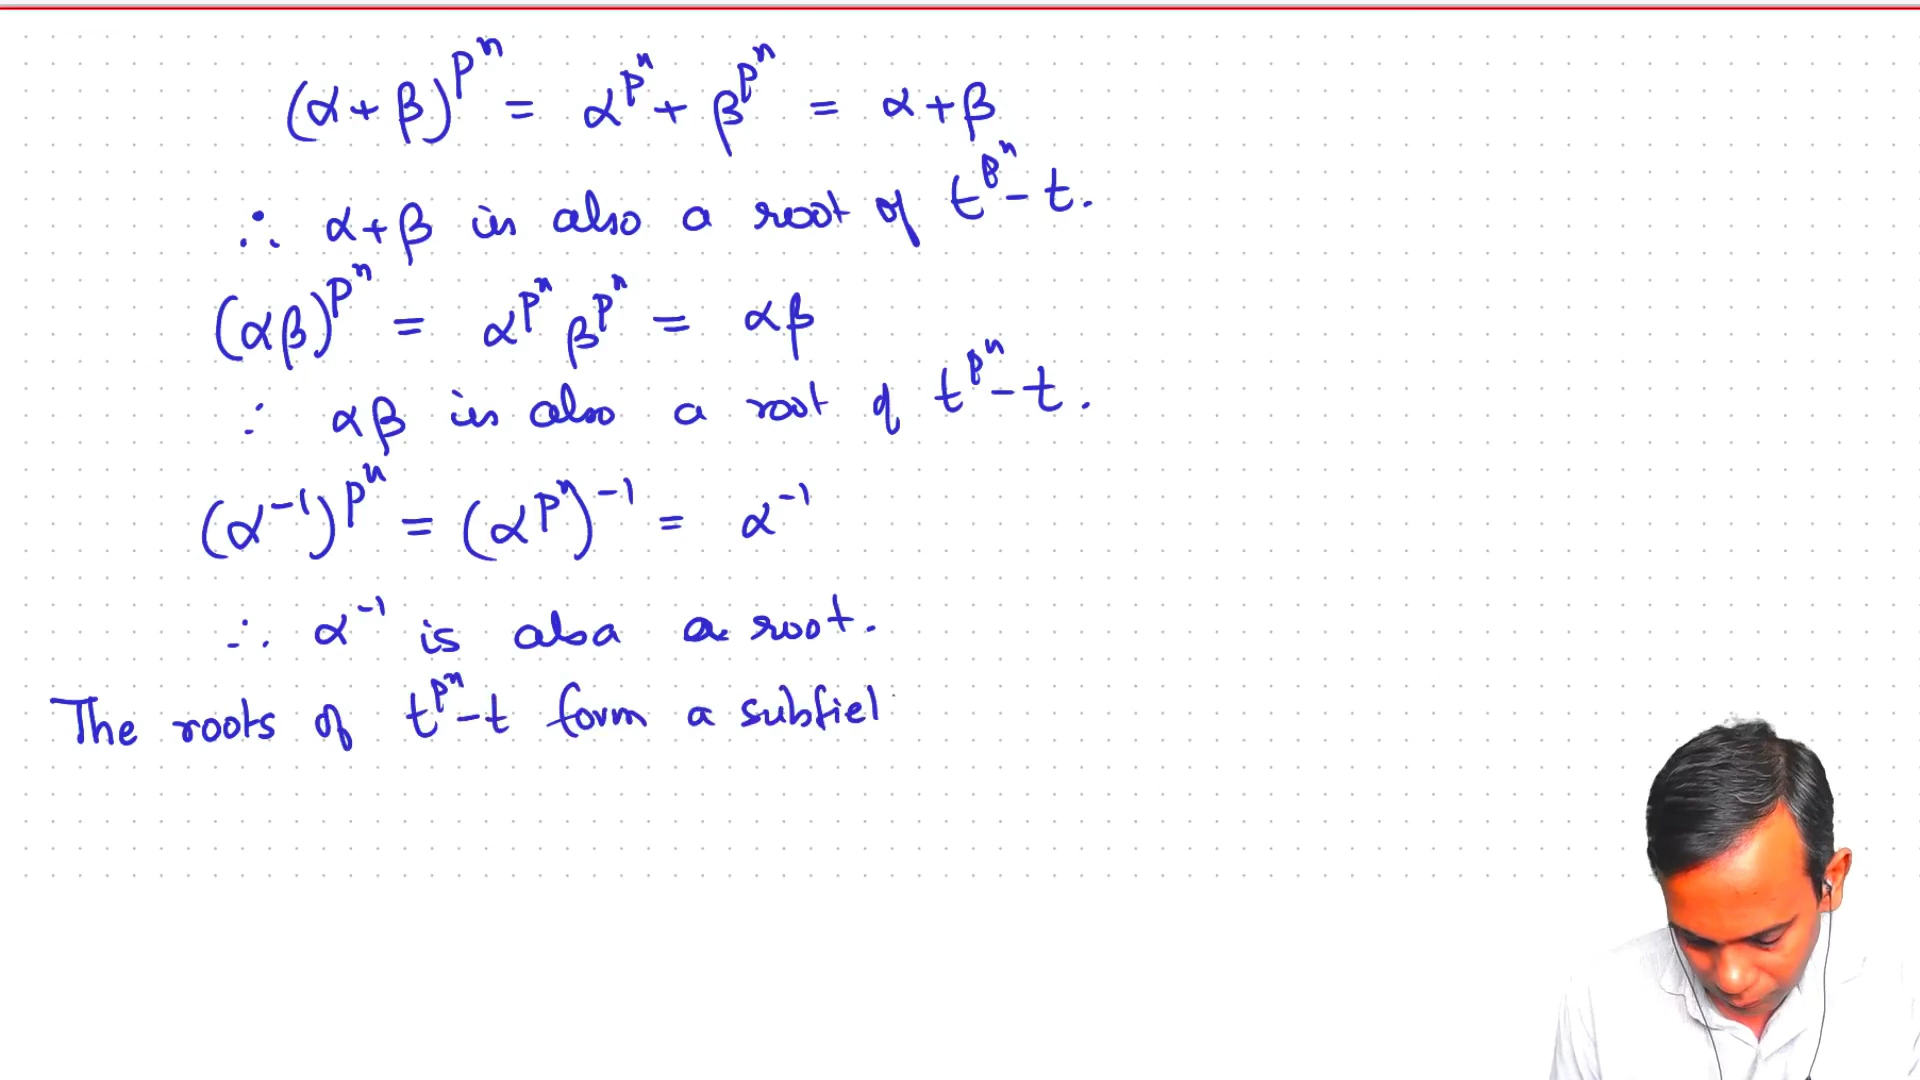 (α+β)^{p^n} = α^{p^n} + β^{p^n} = α+β
∴ α+β is also a root of t^{p^n} - t.
(αβ)^{p^n} = α^{p^n} β^{p^n} = αβ
∴ αβ is also a root of t^{p^n} - t.
(α^{-1})^{p^n} = (α^{p^n})^{-1} = α^{-1}
∴ α^{-1} is also a root.
The roots of t^{p^n} - t form a subfiel